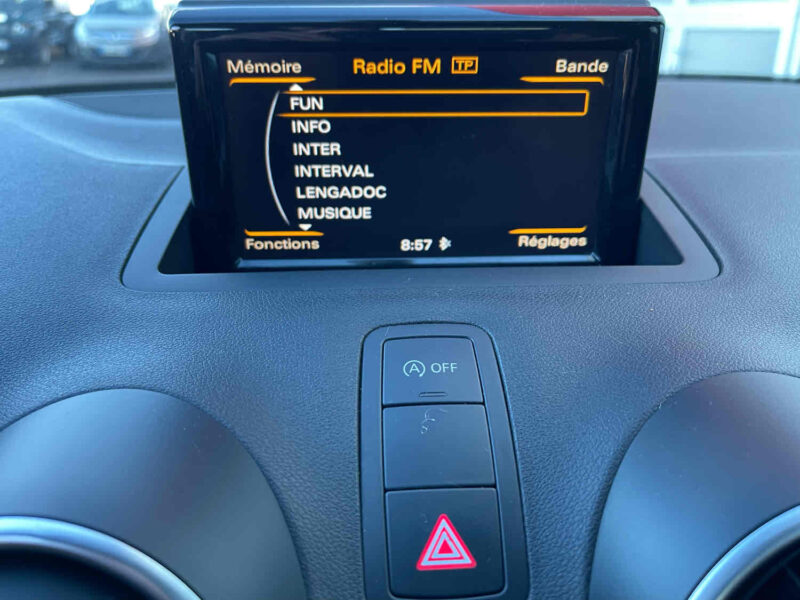 Mémoire Radio FM TP Bande
FUN
INFO
INTER
INTERVAL
LENGADOC
MUSIQUE
Fonctions 8:57 Réglages
A OFF